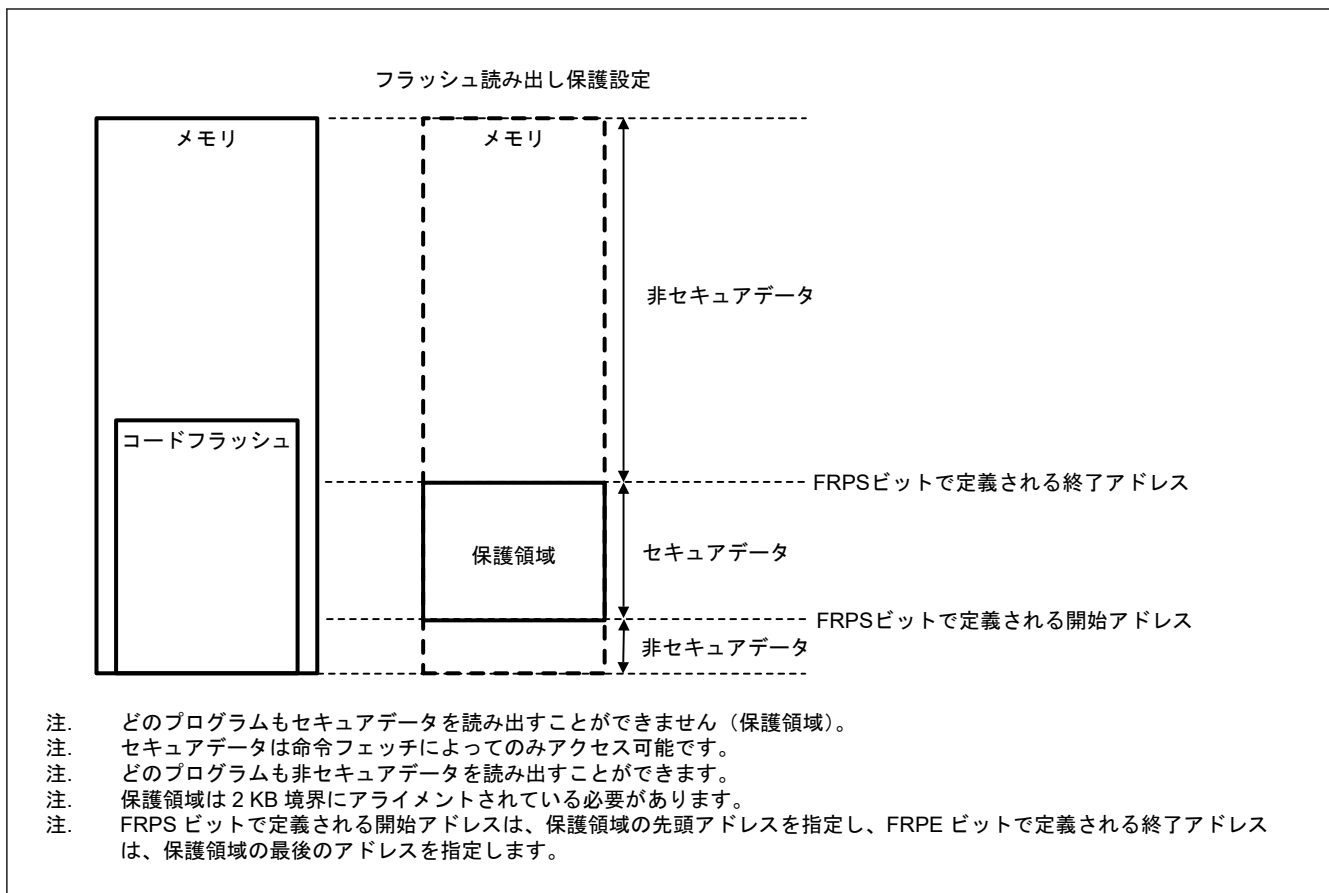 フラッシュ読み出し保護設定
メモリ
メモリ
非セキュアデータ
コードフラッシュ
FRPSビットで定義される終了アドレス
保護領域
セキュアデータ
FRPSビットで定義される開始アドレス
非セキュアデータ
注. どのプログラムもセキュアデータを読み出すことができません（保護領域）。
注. セキュアデータは命令フェッチによってのみアクセス可能です。
注. どのプログラムも非セキュアデータを読み出すことができます。
注. 保護領域は 2 KB 境界にアライメントされている必要があります。
注. FRPS ビットで定義される開始アドレスは、保護領域の先頭アドレスを指定し、FRPE ビットで定義される終了アドレス
は、保護領域の最後のアドレスを指定します。